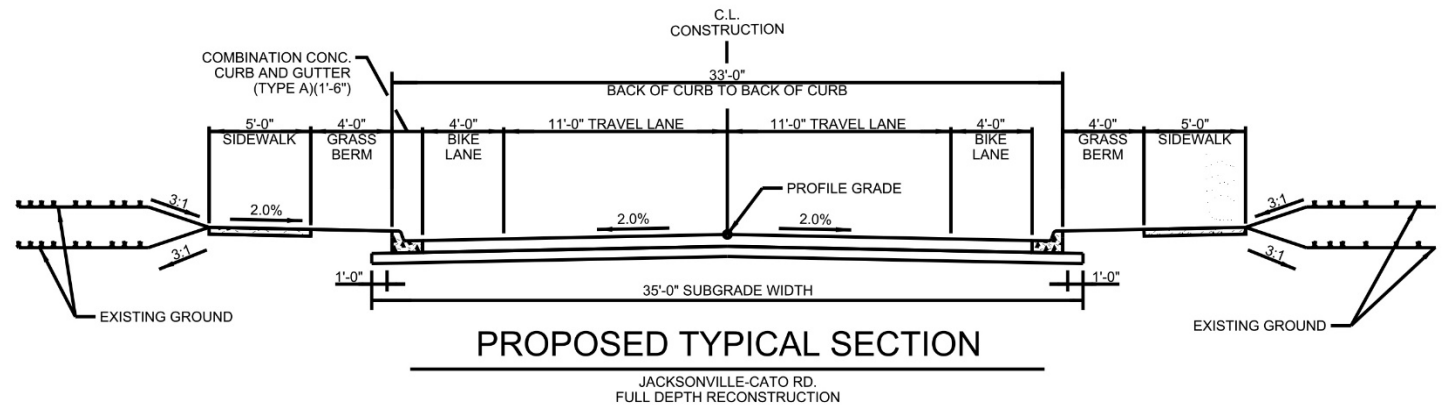 C.L.
CONSTRUCTION
COMBINATION CONC.
CURB AND GUTTER
(TYPE A)(1'-6")
33'-0"
BACK OF CURB TO BACK OF CURB
5'-0"
SIDEWALK
4'-0"
GRASS
BERM
4'-0"
BIKE
LANE
11'-0" TRAVEL LANE
11'-0" TRAVEL LANE
4'-0"
BIKE
LANE
4'-0"
GRASS
BERM
5'-0"
SIDEWALK
PROFILE GRADE
3:1
2.0%
2.0%
2.0%
3:1
3:1
3:1
1'-0"
35'-0" SUBGRADE WIDTH
1'-0"
EXISTING GROUND
EXISTING GROUND
PROPOSED TYPICAL SECTION
JACKSONVILLE-CATO RD.
FULL DEPTH RECONSTRUCTION